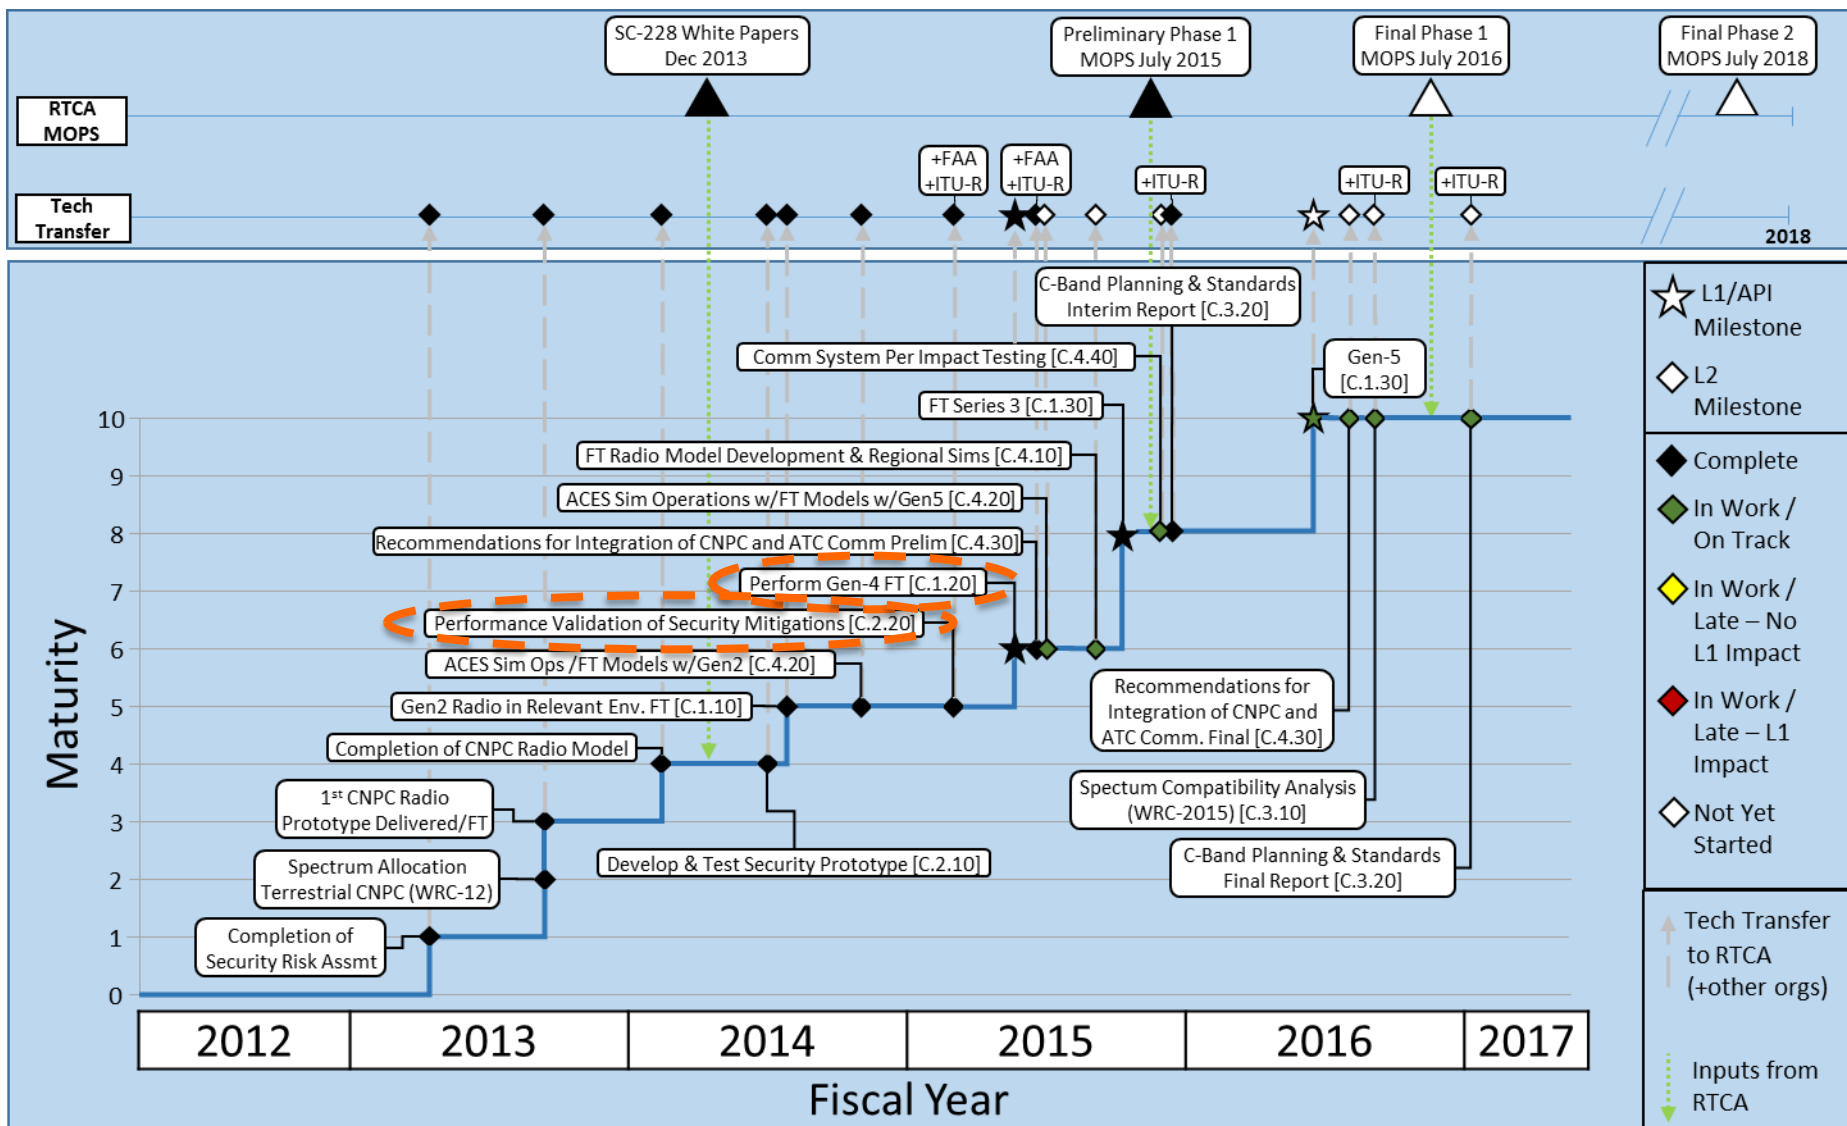 SC-228 White Papers
Dec 2013
Preliminary Phase 1
MOPS July 2015
Final Phase 1
MOPS July 2016
Final Phase 2
MOPS July 2018
RTCA
MOPS
+FAA
+ITU-R
+FAA
+ITU-R
+ITU-R
+ITU-R
+ITU-R
Tech
Transfer
2018
C-Band Planning & Standards
Interim Report [C.3.20]
Comm System Per Impact Testing [C.4.40]
Gen-5
[C.1.30]
FT Series 3 [C.1.30]
FT Radio Model Development & Regional Sims [C.4.10]
ACES Sim Operations w/FT Models w/Gen5 [C.4.20]
Recommendations for Integration of CNPC and ATC Comm Prelim [C.4.30]
Perform Gen-4 FT [C.1.20]
Performance Validation of Security Mitigations [C.2.20]
ACES Sim Ops /FT Models w/Gen2 [C.4.20]
Gen2 Radio in Relevant Env. FT [C.1.10]
Completion of CNPC Radio Model
1st CNPC Radio
Prototype Delivered/FT
Spectrum Allocation
Terrestrial CNPC (WRC-12)
Completion of
Security Risk Assmt
Develop & Test Security Prototype [C.2.10]
Recommendations for
Integration of CNPC and
ATC Comm. Final [C.4.30]
Spectum Compatibility Analysis
(WRC-2015) [C.3.10]
C-Band Planning & Standards
Final Report [C.3.20]
Maturity
10
9
8
7
6
5
4
3
2
1
0
2012
2013
2014
2015
2016
2017
Fiscal Year
L1/API
Milestone
L2
Milestone
Complete
In Work /
On Track
In Work /
Late – No
L1 Impact
In Work /
Late – L1
Impact
Not Yet
Started
Tech Transfer
to RTCA
(+other orgs)
Inputs from
RTCA